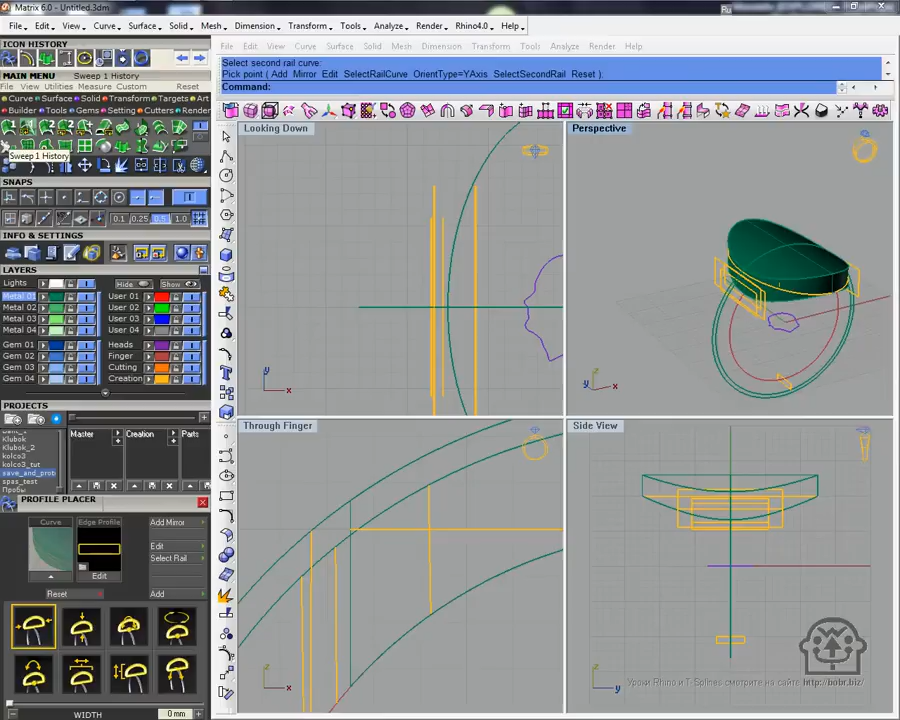 Matrix 6.0 - Untitled.3dm
Ru
File Edit View Curve Surface Solid Mesh Dimension Transform Tools Analyze Render Rhino4.0 Help
ICON HISTORY
MAIN MENU Sweep 1 History
File View Utilities Measure Custom
Curve Surface Solid Transform Targets Art
Builder Tools Gems Setting Cutters Render
Sweep 1 History
SNAPS
0.1 0.25 0.5 1.0
INFO & SETTINGS
LAYERS
Lights Hide Show
Metal 01 User 01
Metal 02 User 02
Metal 03 User 03
Metal 04 User 04
Gem 01 Heads
Gem 02 Finger
Gem 03 Cutting
Gem 04 Creation
PROJECTS
Klubok
Klubok_2
kolco3
kolco3_tut
save_and_prob
spas_test
Пробы
Master Creation Parts
PROFILE PLACER
Curve Edge Profile Add Mirror
Edit
Select Rail
Edit
Reset Add
WIDTH 0 mm
File Edit View Curve Surface Solid Mesh Dimension Transform Tools Analyze Render Help
Select second rail curve:
Pick point ( Add Mirror Edit SelectRailCurve OrientType=YAxis SelectSecondRail Reset ):
Command:
Looking Down
y
x
Perspective
z
y
x
Through Finger
z
x
Side View
z
y
Уроки Rhino и T-Splines смотрите на сайте http://bobr.biz/